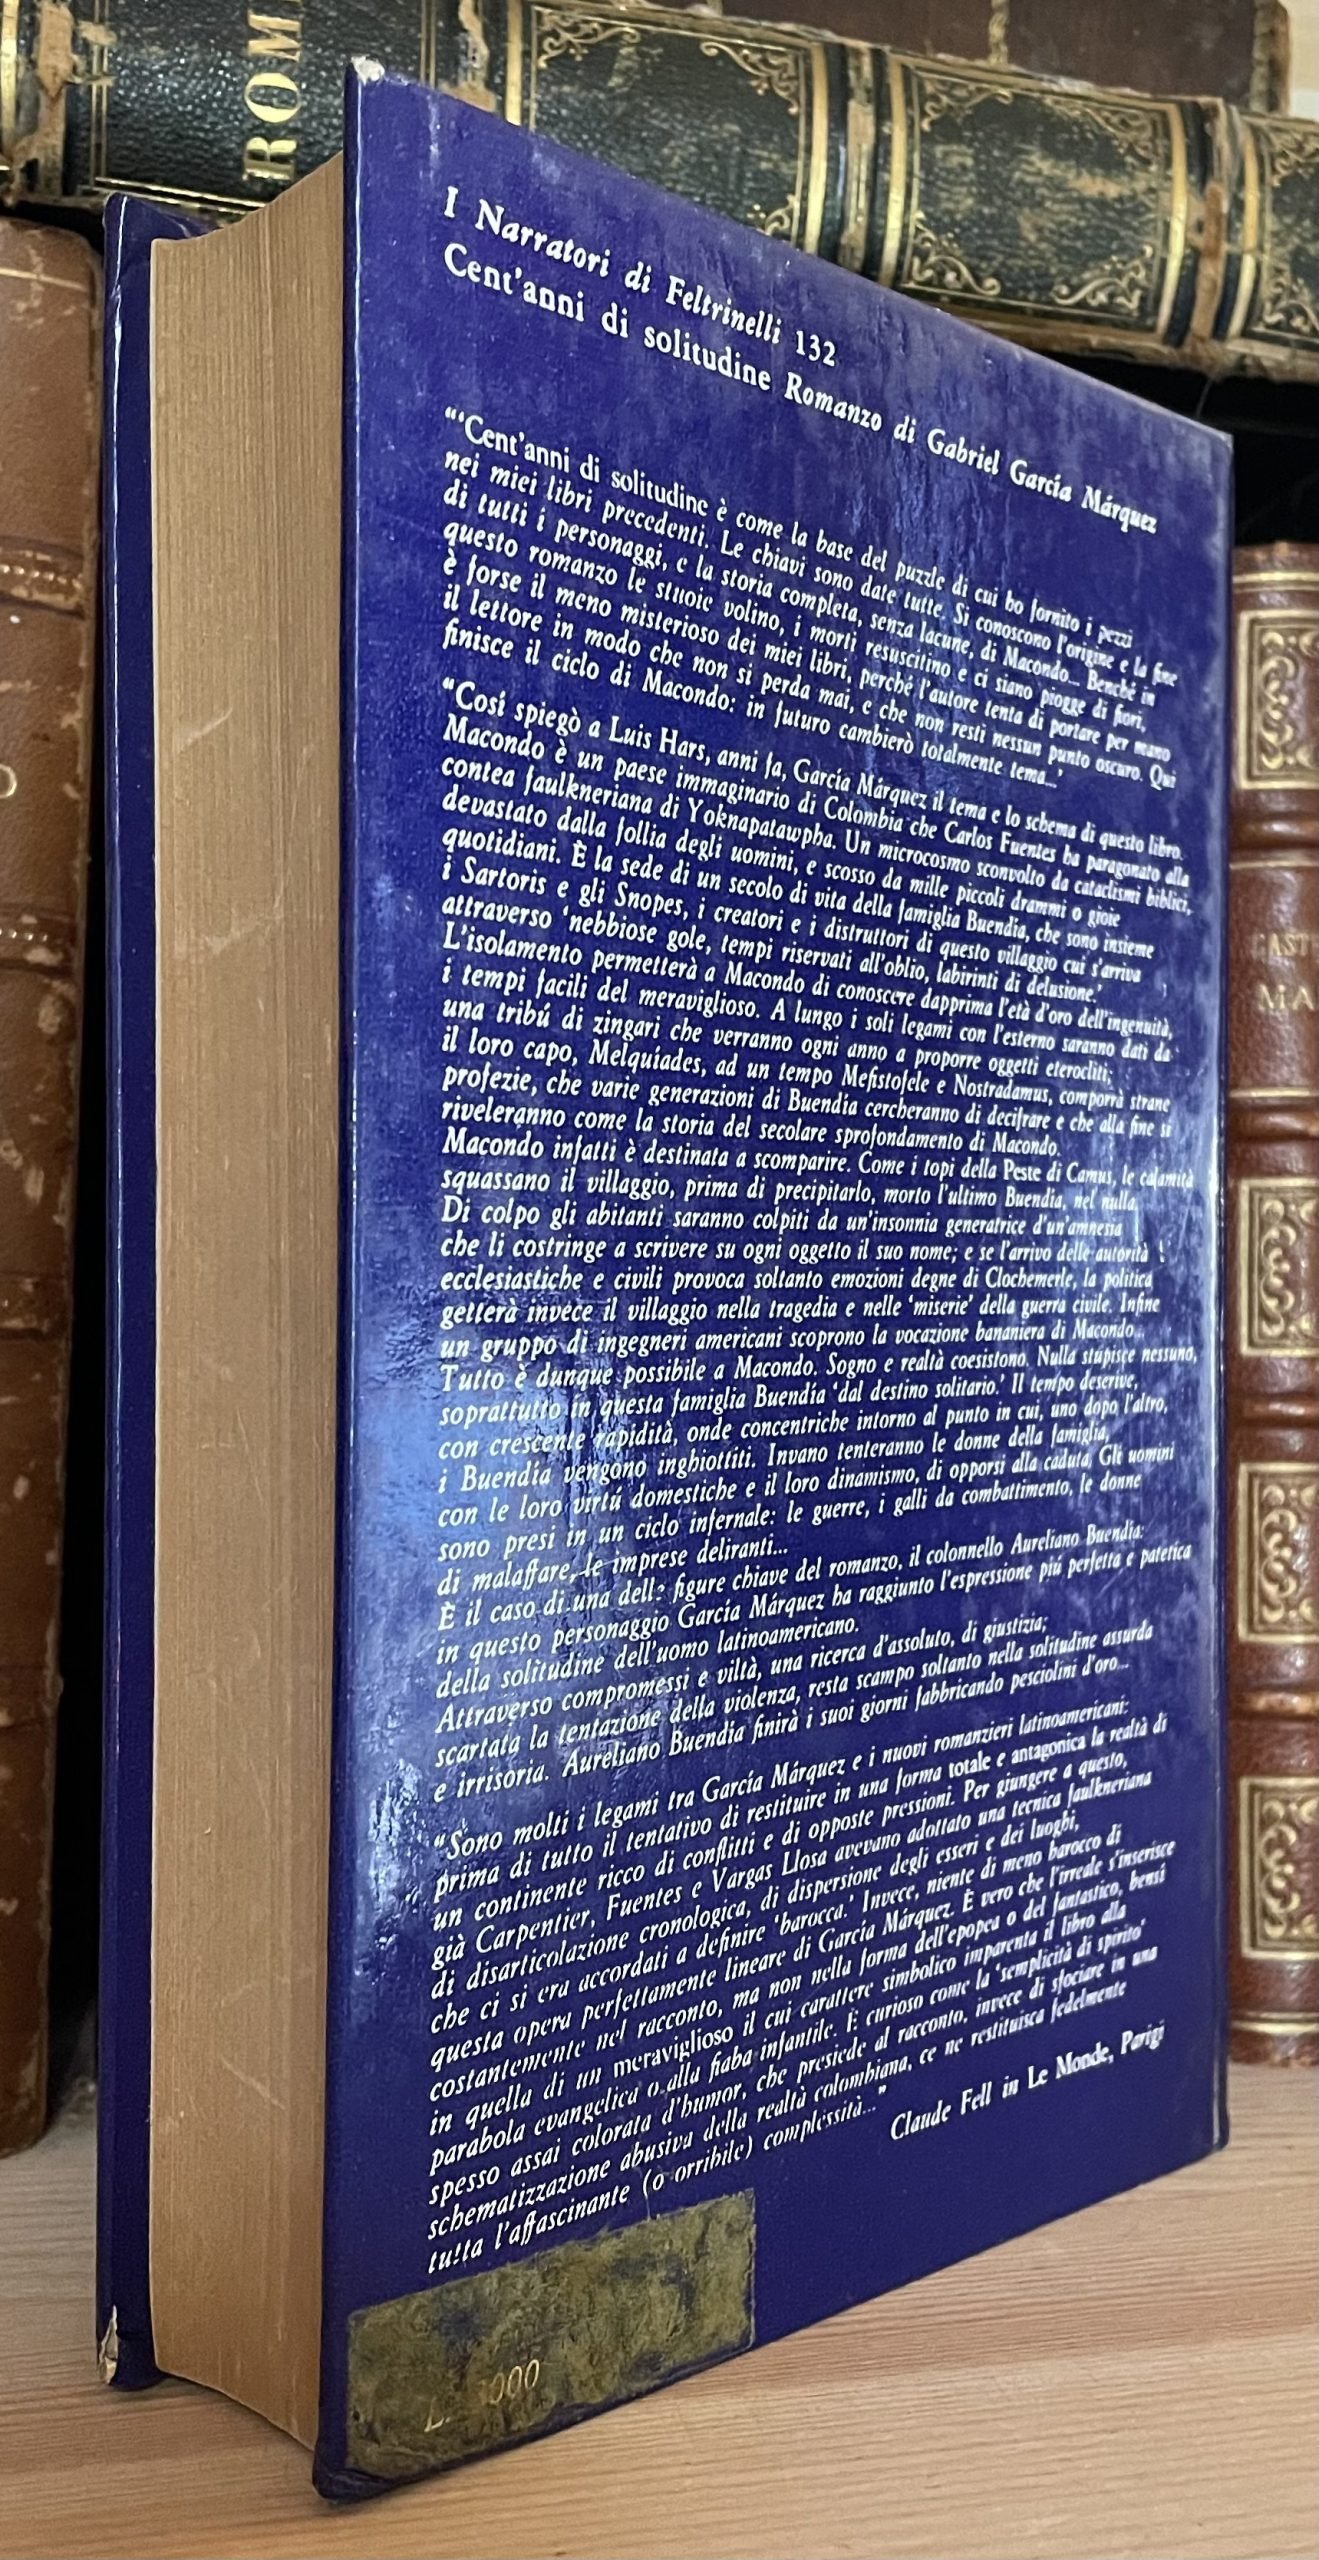 ROM
I Narratori di Feltrinelli 132
Cent'anni di solitudine Romanzo di Gabriel García Márquez
"'Cent'anni di solitudine è come la base del puzzle di cui ho fornito i pezzi
nei miei libri precedenti. Le chiavi sono date tutte. Si conoscono l'origine e la fine
di tutti i personaggi, e la storia completa, senza lacune, di Macondo... Benché in
questo romanzo le stuoie volino, i morti resuscitino e ci siano piogge di fiori,
è forse il meno misterioso dei miei libri, perché l'autore tenta di portare per mano
il lettore in modo che non si perda mai, e che non resti nessun punto oscuro. Qui
finisce il ciclo di Macondo: in futuro cambierò totalmente tema...'
"Cosí spiegò a Luis Hars, anni fa, García Márquez il tema e lo schema di questo libro.
Macondo è un paese immaginario di Colombia che Carlos Fuentes ha paragonato alla
contea faulkneriana di Yoknapatawpha. Un microcosmo sconvolto da cataclismi biblici,
devastato dalla follia degli uomini, e scosso da mille piccoli drammi o gioie
quotidiani. È la sede di un secolo di vita della famiglia Buendía, che sono insieme
i Sartoris e gli Snopes, i creatori e i distruttori di questo villaggio cui s'arriva
attraverso 'nebbiose gole, tempi riservati all'oblio, labirinti di delusione.'
L'isolamento permetterà a Macondo di conoscere dapprima l'età d'oro dell'ingenuità,
i tempi facili del meraviglioso. A lungo i soli legami con l'esterno saranno dati da
una tribú di zingari che verranno ogni anno a proporre oggetti eterocliti;
il loro capo, Melquíades, ad un tempo Mefistofele e Nostradamus, comporrà strane
profezie, che varie generazioni di Buendía cercheranno di decifrare e che alla fine si
riveleranno come la storia del secolare sprofondamento di Macondo.
Macondo infatti è destinata a scomparire. Come i topi della Peste di Camus, le calamità
squassano il villaggio, prima di precipitarlo, morto l'ultimo Buendía, nel nulla.
Di colpo gli abitanti saranno colpiti da un'insonnia generatrice d'un'amnesia
che li costringe a scrivere su ogni oggetto il suo nome; e se l'arrivo delle autorità
ecclesiastiche e civili provoca soltanto emozioni degne di Clochemerle, la politica
getterà invece il villaggio nella tragedia e nelle 'miserie' della guerra civile. Infine
un gruppo di ingegneri americani scoprono la vocazione bananiera di Macondo...
Tutto è dunque possibile a Macondo. Sogno e realtà coesistono. Nulla stupisce nessuno,
soprattutto in questa famiglia Buendía 'dal destino solitario.' Il tempo descrive,
con crescente rapidità, onde concentriche intorno al punto in cui, uno dopo l'altro,
i Buendía vengono inghiottiti. Invano tenteranno le donne della famiglia,
con le loro virtú domestiche e il loro dinamismo, di opporsi alla caduta. Gli uomini
sono presi in un ciclo infernale: le guerre, i galli da combattimento, le donne
di malaffare, le imprese deliranti...
È il caso di una delle figure chiave del romanzo, il colonnello Aureliano Buendía:
in questo personaggio García Márquez ha raggiunto l'espressione piú perfetta e patetica
della solitudine dell'uomo latinoamericano.
Attraverso compromessi e viltà, una ricerca d'assoluto, di giustizia;
scartata la tentazione della violenza, resta scampo soltanto nella solitudine assurda
e irrisoria. Aureliano Buendía finirà i suoi giorni fabbricando pesciolini d'oro...
"Sono molti i legami tra García Márquez e i nuovi romanzieri latinoamericani:
prima di tutto il tentativo di restituire in una forma totale e antagonica la realtà di
un continente ricco di conflitti e di opposte pressioni. Per giungere a questo,
già Carpentier, Fuentes e Vargas Llosa avevano adottato una tecnica faulkneriana
di disarticolazione cronologica, di dispersione degli esseri e dei luoghi,
che ci si era accordati a definire 'barocca.' Invece, niente di meno barocco di
questa opera perfettamente lineare di García Márquez. È vero che l'irreale s'inserisce
costantemente nel racconto, ma non nella forma dell'epopea o del fantastico, bensí
in quella di un meraviglioso il cui carattere simbolico imparenta il libro alla
parabola evangelica o alla fiaba infantile. È curioso come la 'semplicità di spirito'
spesso assai colorata d'humor, che presiede al racconto, invece di sfociare in una
schematizzazione abusiva della realtà colombiana, ce ne restituisca fedelmente
tutta l'affascinante (o orribile) complessità..."
Claude Fell in Le Monde, Parigi